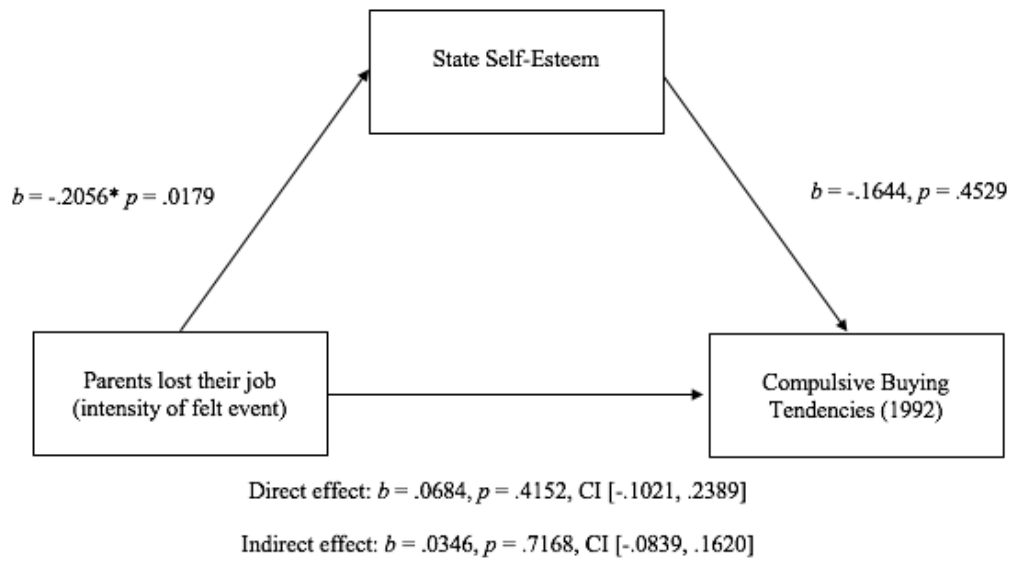 State Self-Esteem
b = -.2056* p = .0179
b = -.1644, p = .4529
Parents lost their job
(intensity of felt event)
Compulsive Buying
Tendencies (1992)
Direct effect: b = .0684, p = .4152, CI [-.1021, .2389]
Indirect effect: b = .0346, p = .7168, CI [-.0839, .1620]